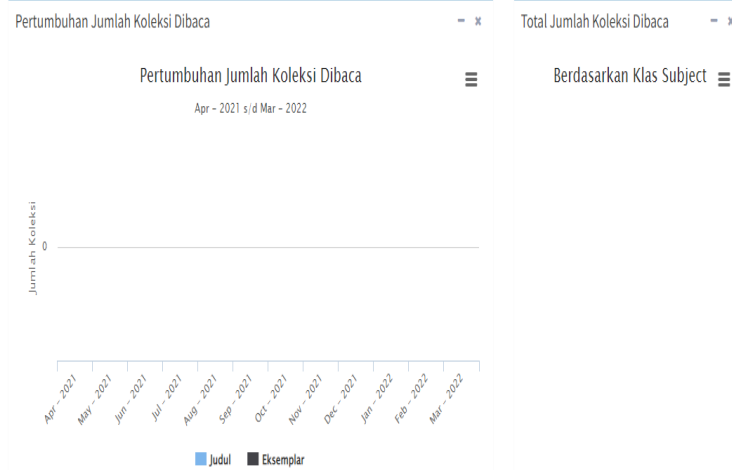 Pertumbuhan Jumlah Koleksi Dibaca
Pertumbuhan Jumlah Koleksi Dibaca
Apr – 2021 s/d Mar – 2022
Jumlah Koleksi
0
Apr – 2021
May – 2021
Jun – 2021
Jul – 2021
Aug – 2021
Sep – 2021
Oct – 2021
Nov – 2021
Dec – 2021
Jan – 2022
Feb – 2022
Mar – 2022
Judul Eksemplar
Total Jumlah Koleksi Dibaca
Berdasarkan Klas Subject